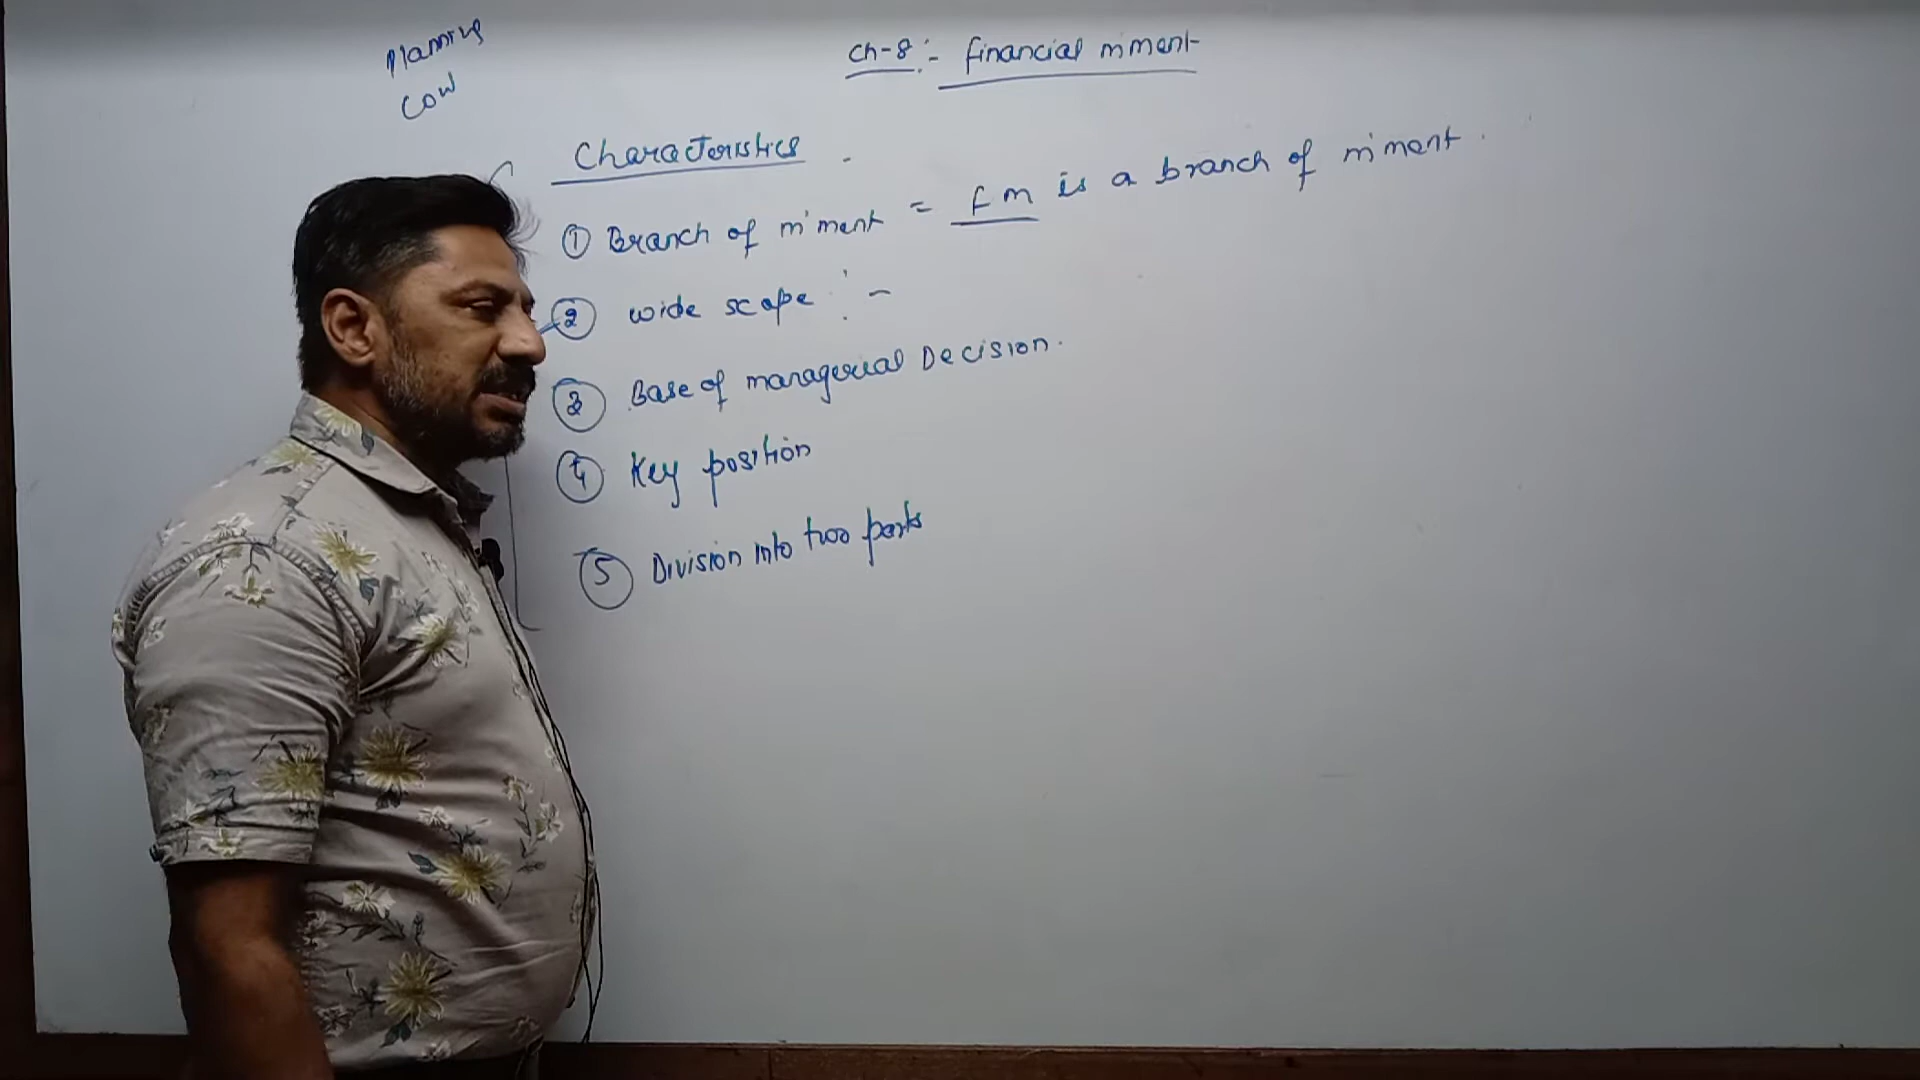 Planning
Cow
Ch-8:- financial m'ment
Characteristics
① Branch of m'ment = fm is a branch of m'ment.
② wide scope :-
③ Base of managerial Decision.
④ Key position
⑤ Division into two parts